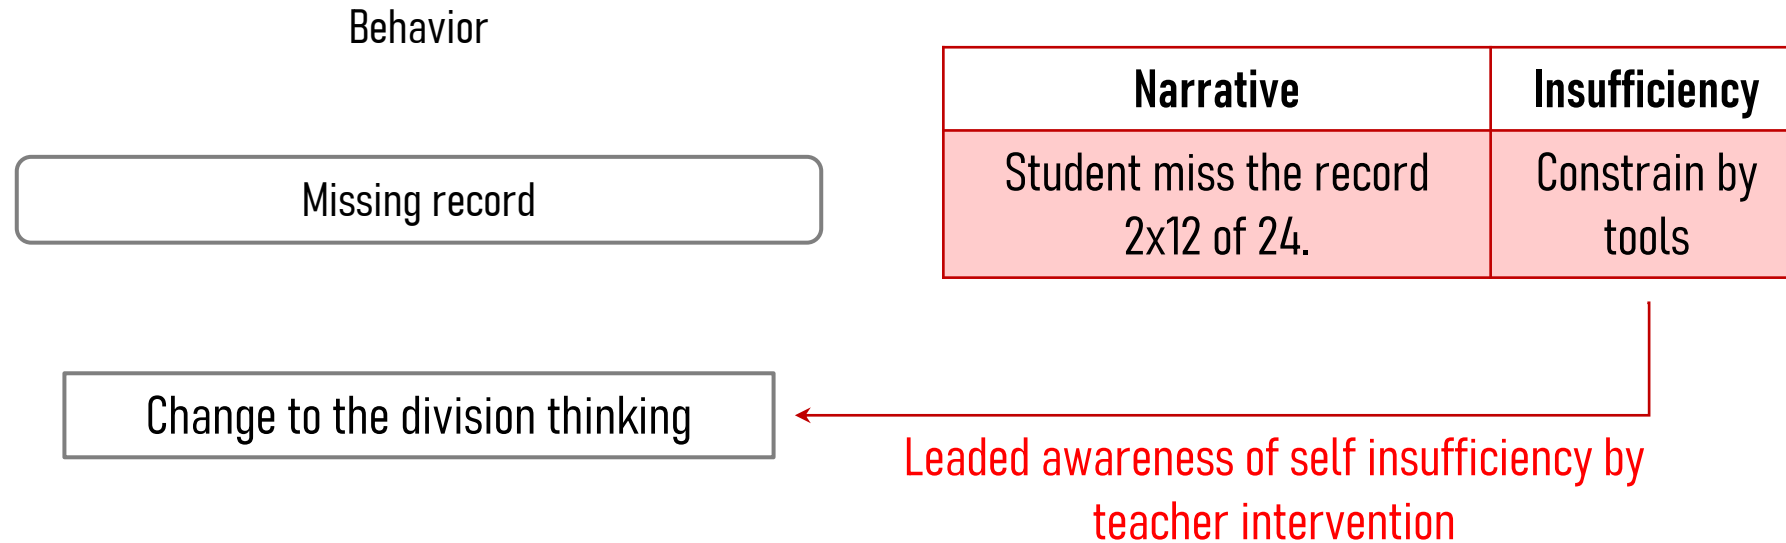 Behavior
Narrative
Insufficiency
Missing record
Student miss the record
2x12 of 24.
Constrain by
tools
Change to the division thinking
Leaded awareness of self insufficiency by
teacher intervention